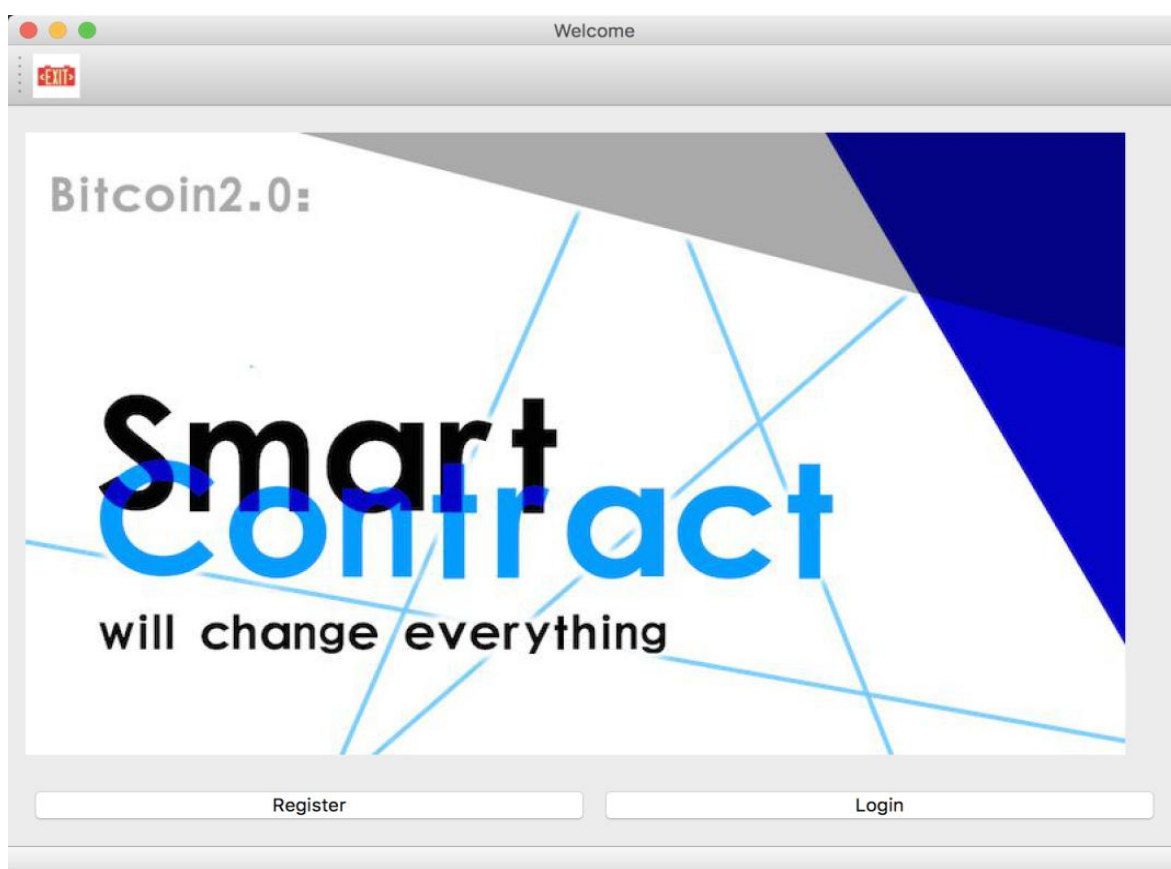 Welcome
<EXIT>
Bitcoin2.0:
Smart
Contract
will change everything
Register
Login